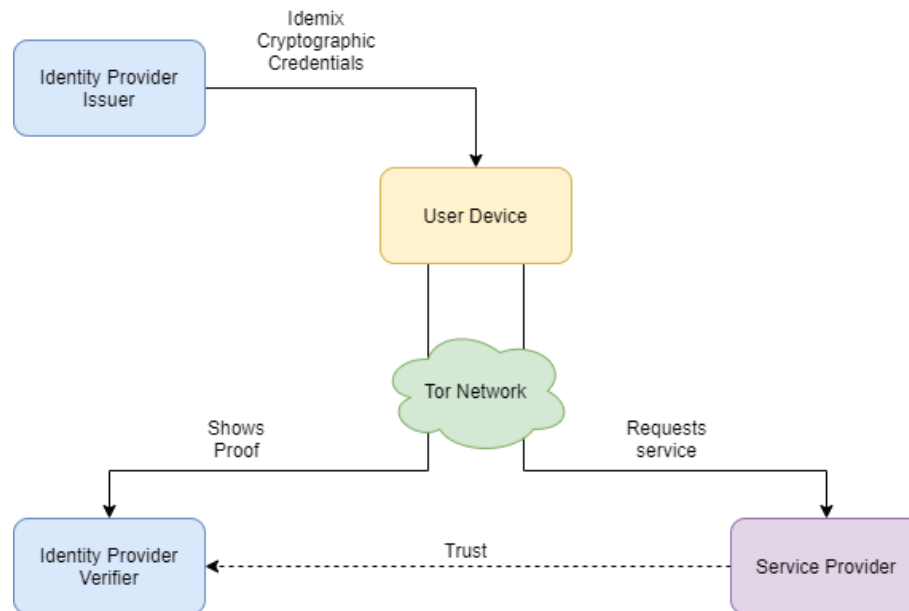 Idemix
Cryptographic
Credentials
Identity Provider
Issuer
User Device
Tor Network
Shows
Proof
Requests
service
Identity Provider
Verifier
Trust
Service Provider